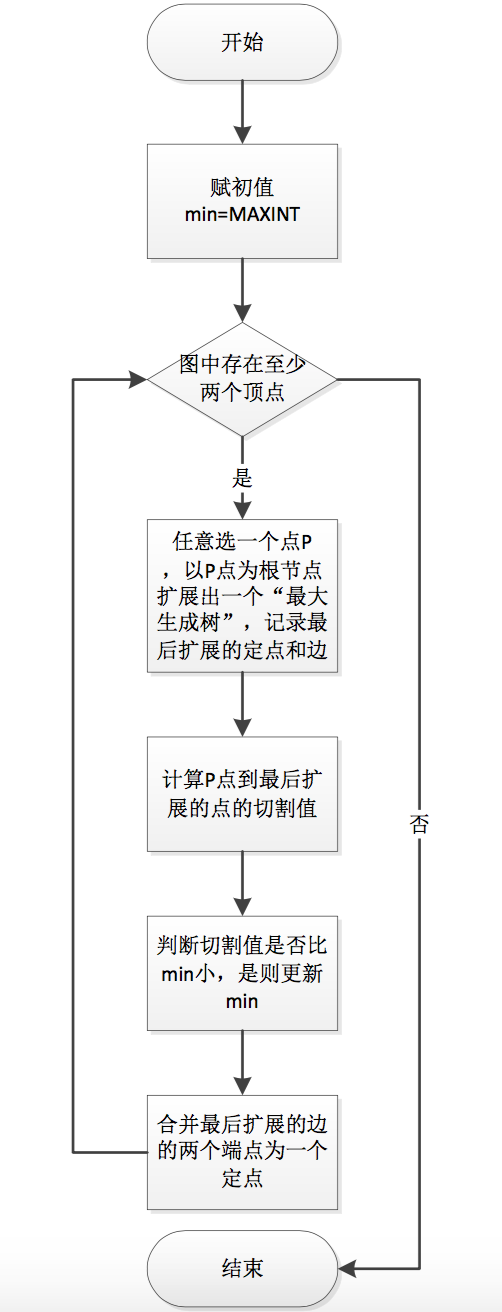 开始
赋初值
min=MAXINT
图中存在至少
两个顶点
是
任意选一个点P
，以P点为根节点
扩展出一个“最大
生成树”，记录最
后扩展的定点和边
计算P点到最后扩
展的点的切割值
否
判断切割值是否比
min小，是则更新
min
合并最后扩展的边
的两个端点为一个
定点
结束